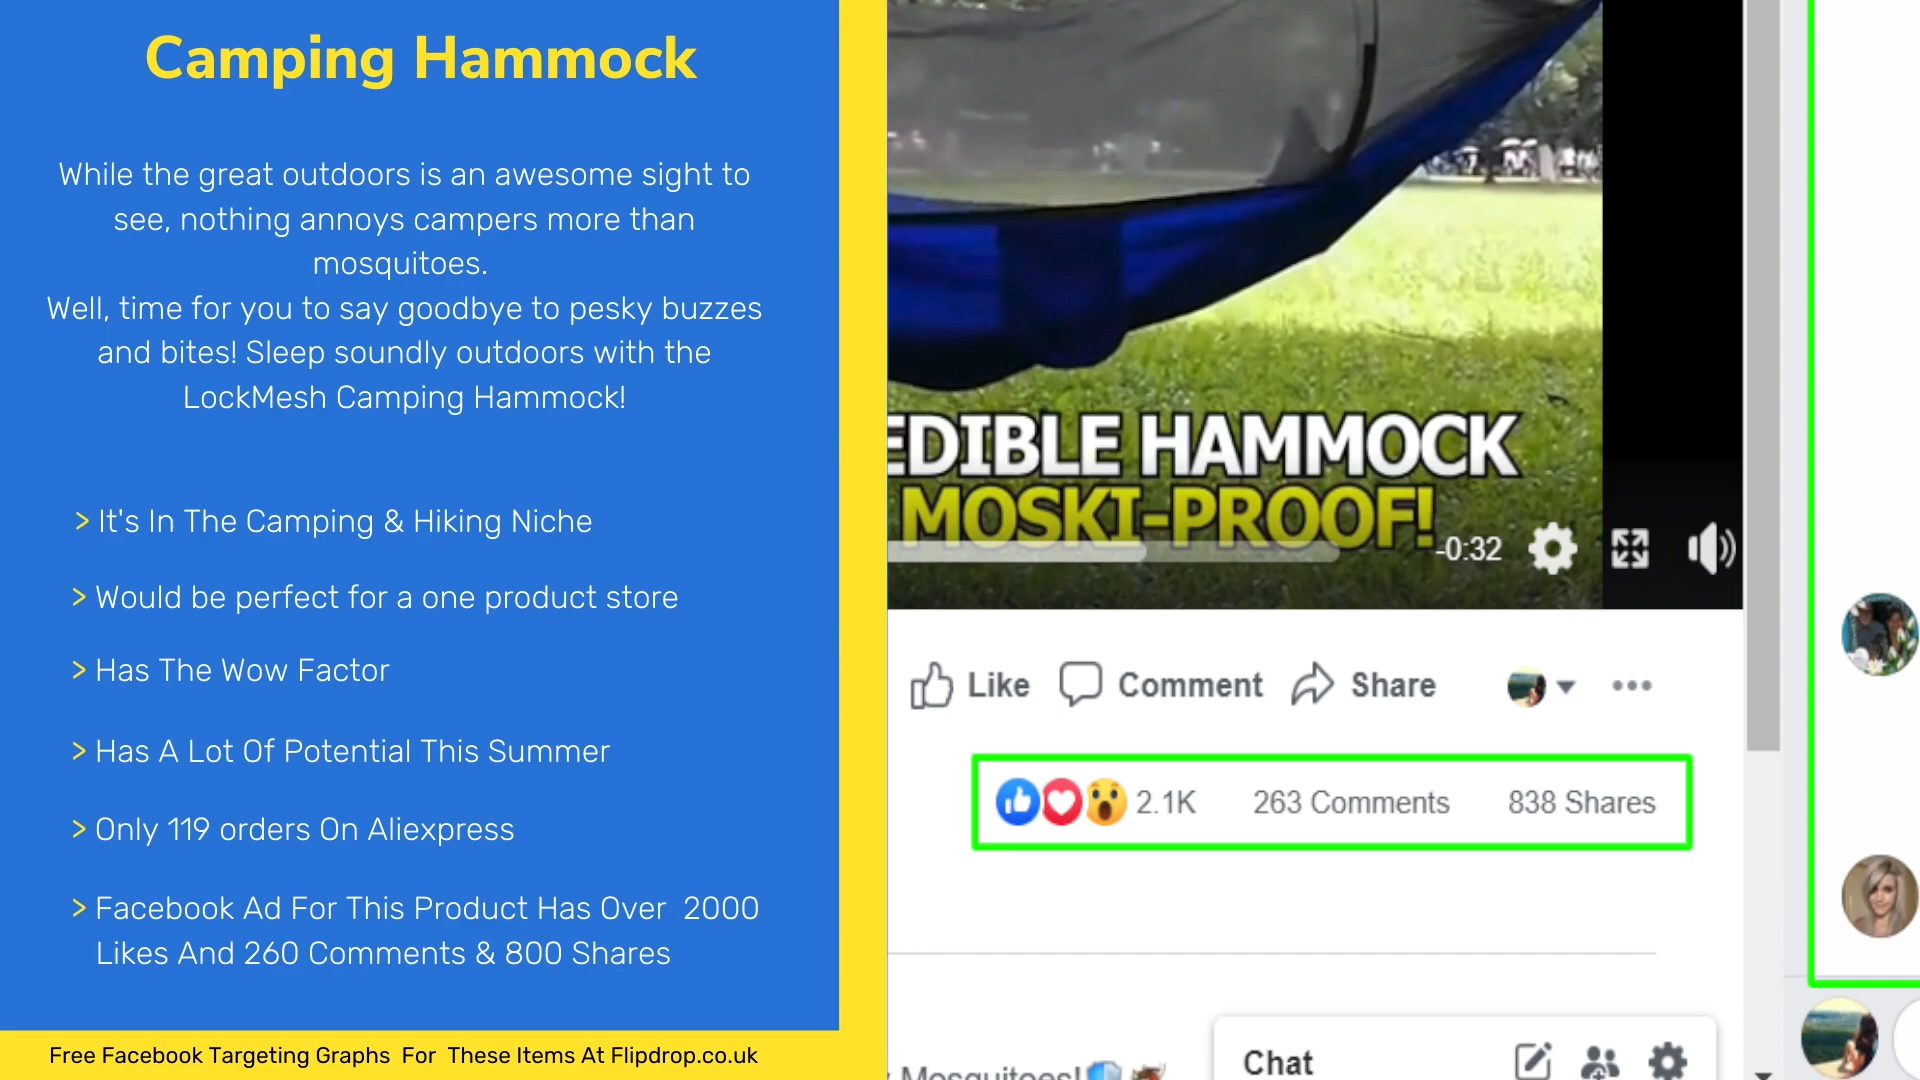 Camping Hammock
While the great outdoors is an awesome sight to
see, nothing annoys campers more than
mosquitoes.
Well, time for you to say goodbye to pesky buzzes
and bites! Sleep soundly outdoors with the
LockMesh Camping Hammock!
> It's In The Camping & Hiking Niche
> Would be perfect for a one product store
> Has The Wow Factor
> Has A Lot Of Potential This Summer
> Only 119 orders On Aliexpress
> Facebook Ad For This Product Has Over 2000
Likes And 260 Comments & 800 Shares
Free Facebook Targeting Graphs For These Items At Flipdrop.co.uk
EDIBLE HAMMOCK
MOSKI-PROOF!
-0:32
Like Comment Share
2.1K 263 Comments 838 Shares
Mosquitoes!
Chat